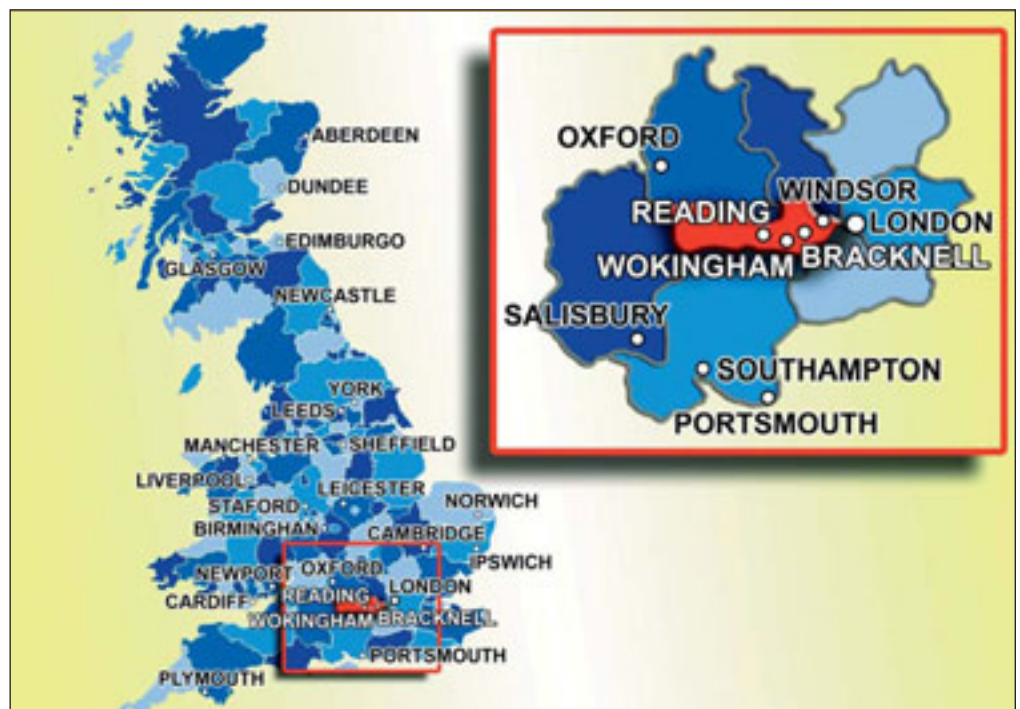 ABERDEEN
DUNDEE
EDIMBURGO
GLASGOW
NEWCASTLE
YORK
LEEDS
MANCHESTER
SHEFFIELD
LIVERPOOL
LEICESTER
STAFORD
NORWICH
BIRMINGHAN
CAMBRIDGE
IPSWICH
NEWPORT
OXFORD
READING
LONDON
CARDIFF
WOKINGHAM
BRACKNELL
PORTSMOUTH
PLYMOUTH
OXFORD
WINDSOR
READING
LONDON
WOKINGHAM
BRACKNELL
SALISBURY
SOUTHAMPTON
PORTSMOUTH